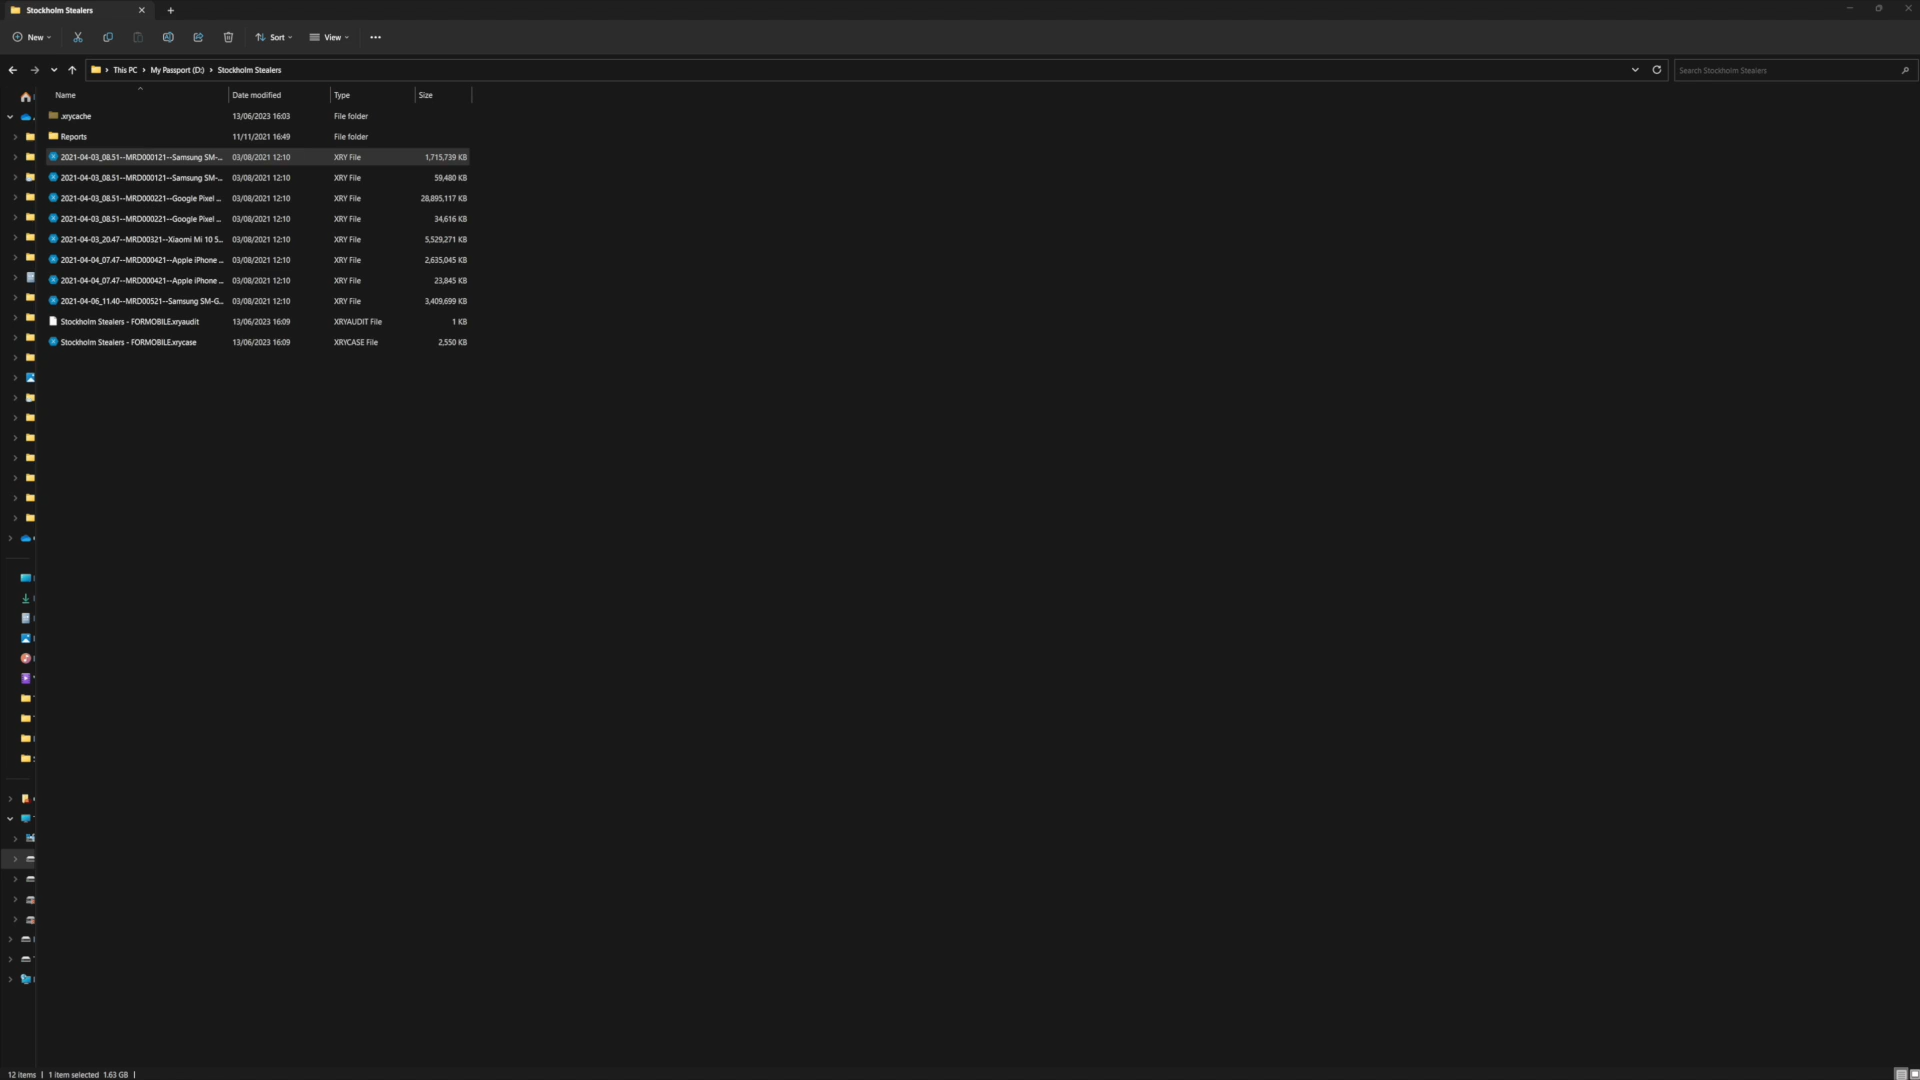 Stockholm Stealers
New
Sort
View
This PC
My Passport (D:)
Stockholm Stealers
Search Stockholm Stealers
Name Date modified Type Size
.xrycache 13/06/2023 16:03 File folder
Reports 11/11/2021 16:49 File folder
2021-04-03_08.51--MRD000121--Samsung SM-... 03/08/2021 12:10 XRY File 1,715,739 KB
2021-04-03_08.51--MRD000121--Samsung SM-... 03/08/2021 12:10 XRY File 59,480 KB
2021-04-03_08.51--MRD000221--Google Pixel ... 03/08/2021 12:10 XRY File 28,895,117 KB
2021-04-03_08.51--MRD000221--Google Pixel ... 03/08/2021 12:10 XRY File 34,616 KB
2021-04-03_20.47--MRD00321--Xiaomi Mi 10 5... 03/08/2021 12:10 XRY File 5,529,271 KB
2021-04-04_07.47--MRD000421--Apple iPhone ... 03/08/2021 12:10 XRY File 2,635,045 KB
2021-04-04_07.47--MRD000421--Apple iPhone ... 03/08/2021 12:10 XRY File 23,845 KB
2021-04-06_11.40--MRD00521--Samsung SM-G... 03/08/2021 12:10 XRY File 3,409,699 KB
Stockholm Stealers - FORMOBILE.xryaudit 13/06/2023 16:09 XRYAUDIT File 1 KB
Stockholm Stealers - FORMOBILE.xrycase 13/06/2023 16:09 XRYCASE File 2,550 KB
12 items 1 item selected 1.63 GB